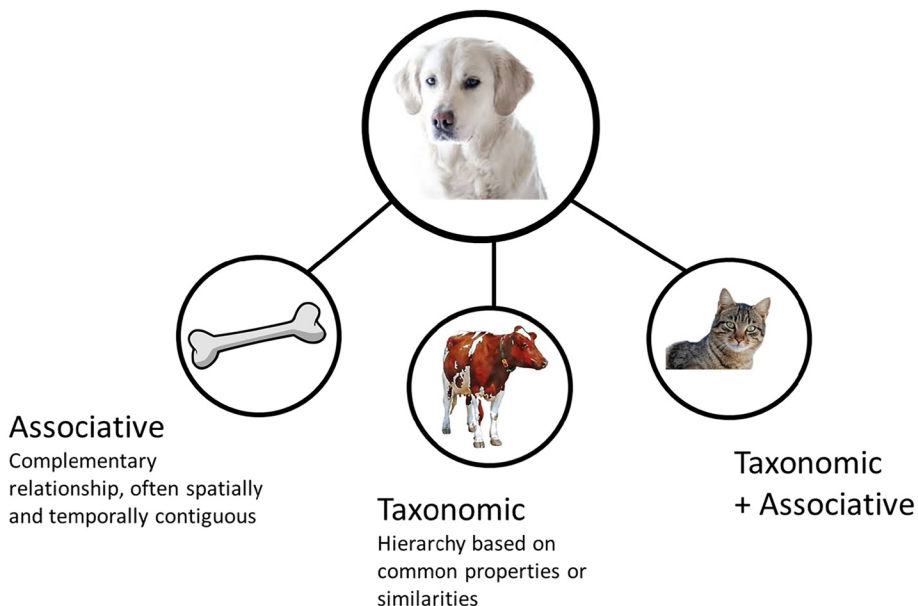 Associative
Complementary
relationship, often spatially
and temporally contiguous
Taxonomic
Hierarchy based on
common properties or
similarities
Taxonomic
+ Associative